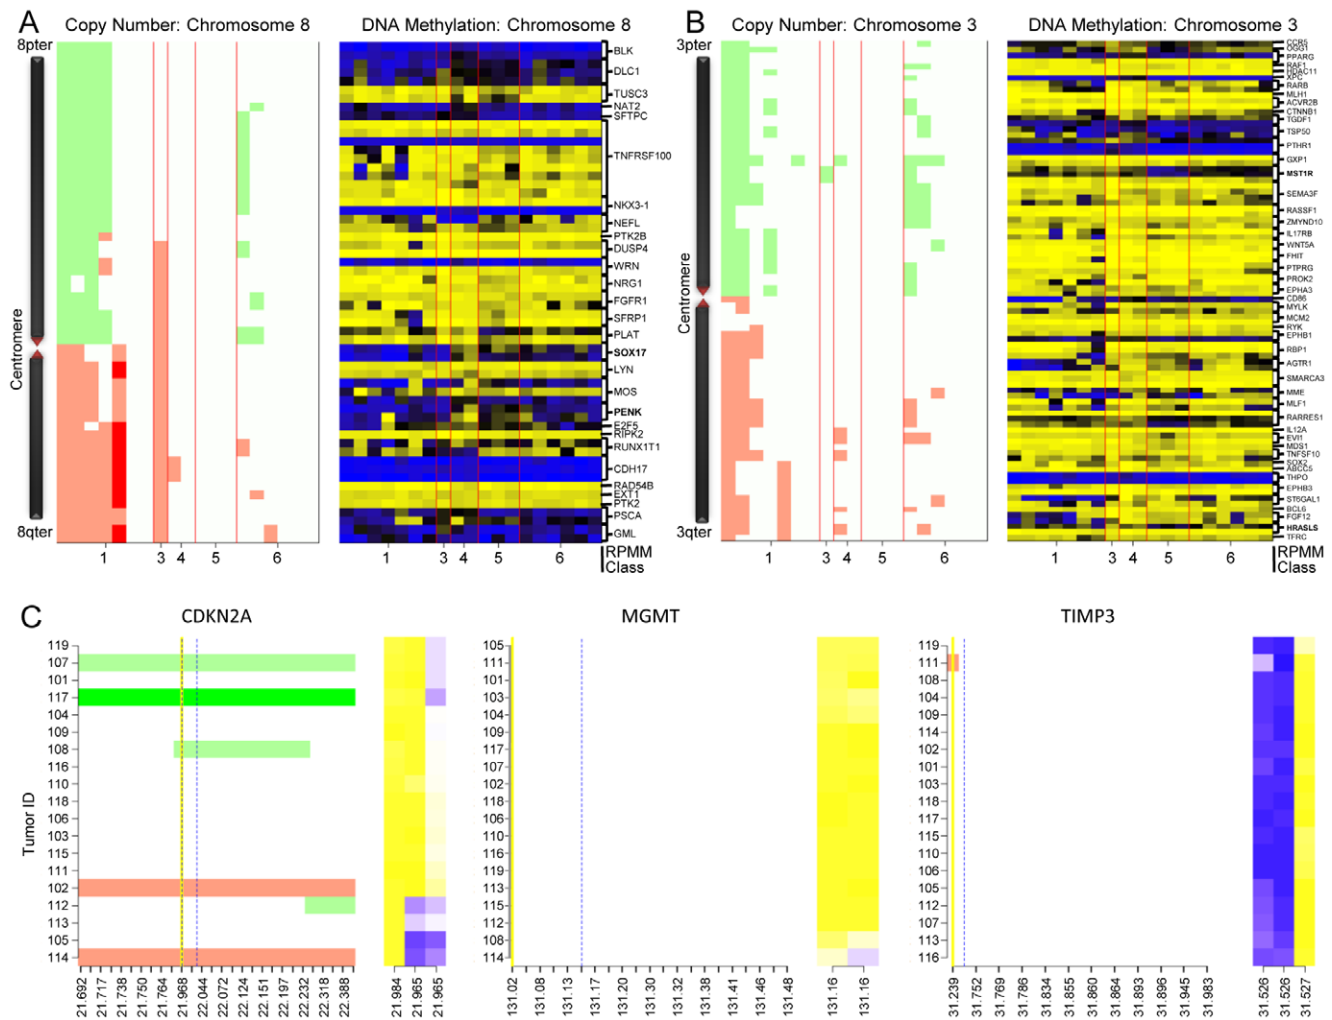 A
Copy Number: Chromosome 8
DNA Methylation: Chromosome 8
8pter
Centromere
8qter
BLK
DLC1
TUSC3
NAT2
SFTPC
TNFRSF100
NKX3-1
NEFL
PTK2B
DUSP4
WRN
NRG1
FGFR1
SFRP1
PLAT
SOX17
LYN
MOS
PENK
E2F5
RIPK2
RUNX1T1
CDH17
RAD54B
EXT1
PTK2
PSCA
GML
1 3 4 5 6
1 3 4 5 6
RPMM
Class
B
Copy Number: Chromosome 3
DNA Methylation: Chromosome 3
3pter
Centromere
3qter
CCR5
OGG1
PPARG
RAF1
HDAC11
XPC
RARB
MLH1
ACVR2B
CTNNB1
TGDF1
TSP50
PTHR1
GXP1
MST1R
SEMA3F
RASSF1
ZMYND10
IL17RB
WNT5A
FHIT
PTPRG
PROK2
EPHA3
CD86
MYLK
MCM2
RYK
EPHB1
RBP1
AGTR1
SMARCA3
MME
MLF1
RARRES1
IL12A
EVI1
MDS1
TNFSF10
SOX2
ABCC5
THPO
EPHB3
ST6GAL1
BCL6
FGF12
HRASLS
TFRC
1 3 4 5 6
1 3 4 5 6
RPMM
Class
C
CDKN2A
Tumor ID
119
107
101
117
104
109
108
116
110
118
106
103
115
111
102
112
113
105
114
21.692 21.717 21.738 21.750 21.764 21.968 22.044 22.072 22.124 22.151 22.197 22.232 22.318 22.388
21.984 21.965 21.965
MGMT
105
111
101
103
104
109
117
107
102
118
106
110
116
119
113
115
112
108
114
131.02 131.08 131.13 131.17 131.20 131.30 131.32 131.38 131.41 131.46 131.48
131.16 131.16
TIMP3
119
111
108
104
109
114
102
101
103
118
117
115
110
106
105
112
107
113
116
31.239 31.752 31.769 31.786 31.834 31.855 31.860 31.864 31.893 31.896 31.945 31.983
31.526 31.526 31.527